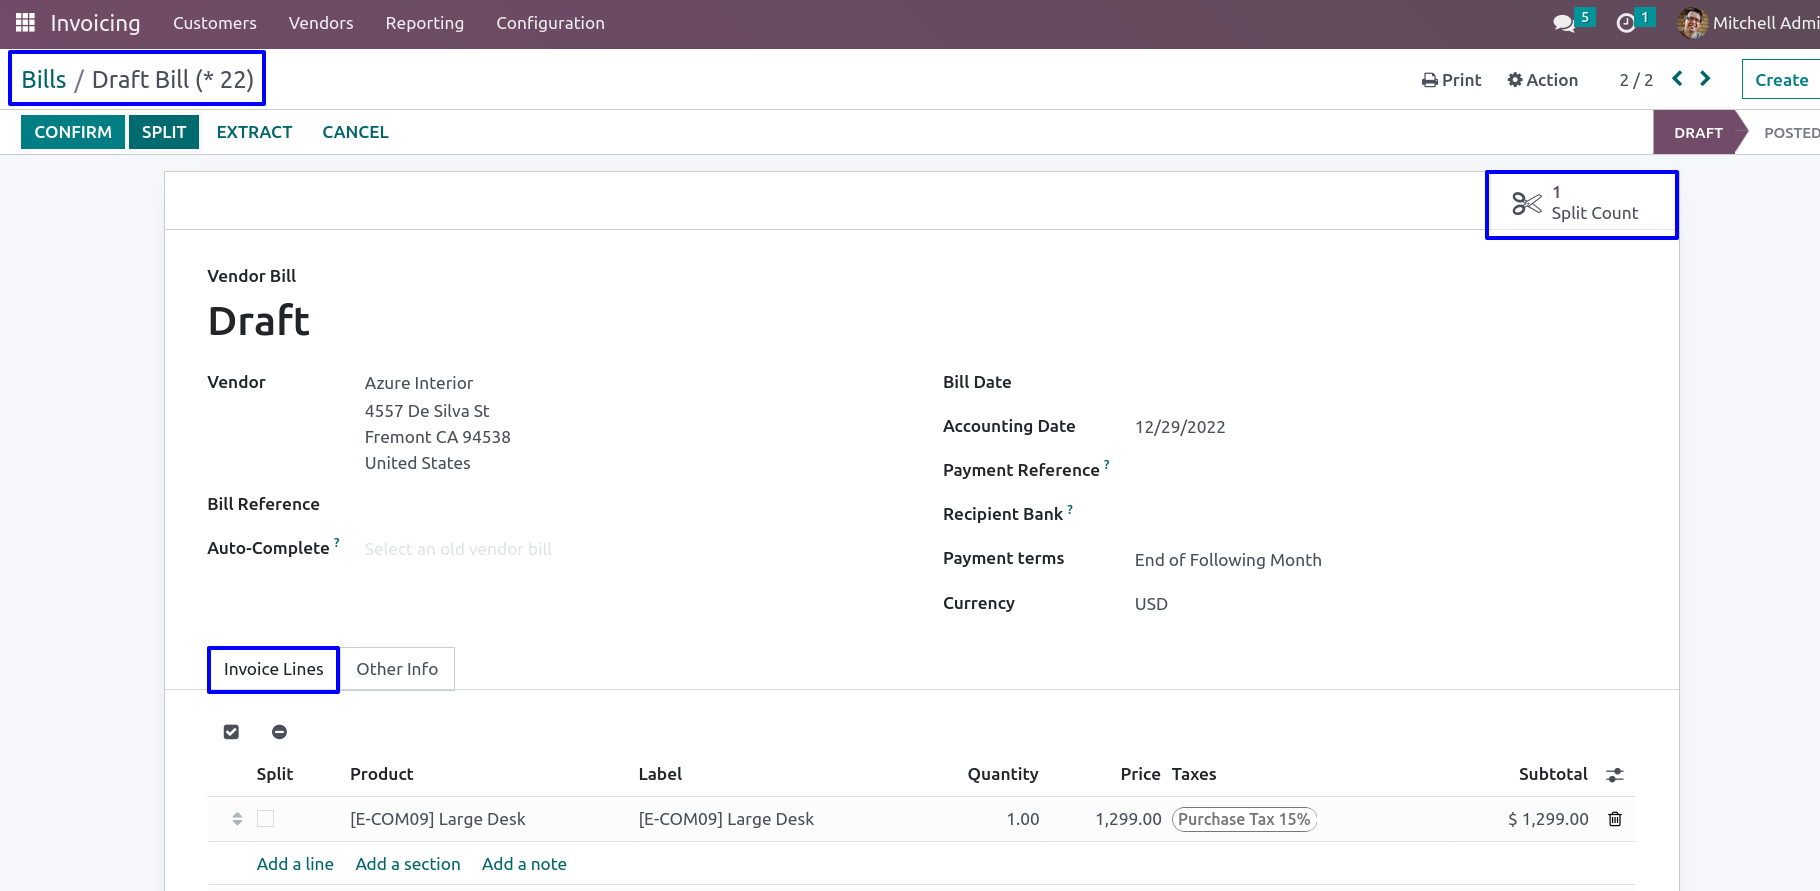 Invoicing Customers Vendors Reporting Configuration 5 1 Mitchell Admi
Bills / Draft Bill (* 22) Print Action 2 / 2 Create
CONFIRM SPLIT EXTRACT CANCEL DRAFT POSTED
1
Split Count
Vendor Bill
Draft
Vendor Azure Interior
4557 De Silva St
Fremont CA 94538
United States
Bill Reference
Auto-Complete ? Select an old vendor bill
Bill Date
Accounting Date 12/29/2022
Payment Reference ?
Recipient Bank ?
Payment terms End of Following Month
Currency USD
Invoice Lines Other Info
Split Product Label Quantity Price Taxes Subtotal
[E-COM09] Large Desk [E-COM09] Large Desk 1.00 1,299.00 Purchase Tax 15% $ 1,299.00
Add a line Add a section Add a note